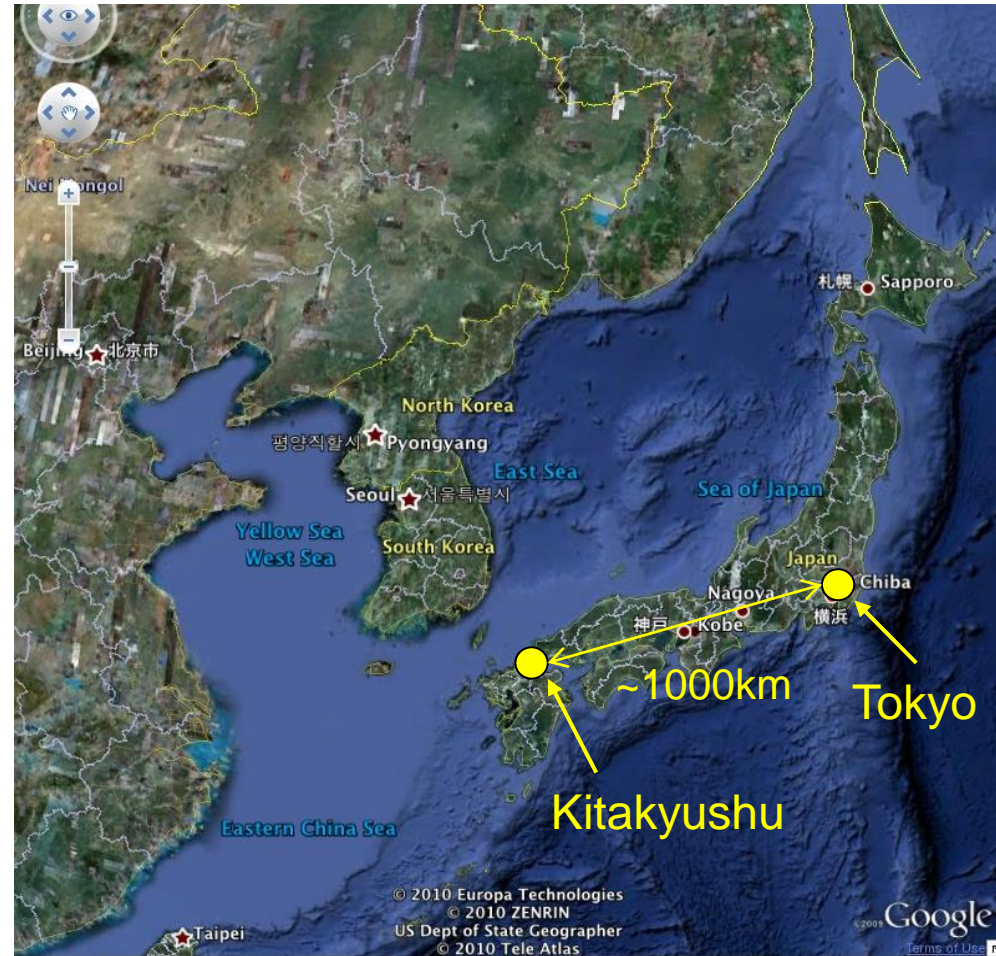 Nei Mongol
札幌 Sapporo
Beijing 北京市
North Korea
평양직할시 Pyongyang
East Sea
Seoul 서울특별시
Sea of Japan
Yellow Sea
West Sea
South Korea
Japan
Chiba
Nagoya
横浜
神戸 Kobe
~1000km
Tokyo
Kitakyushu
Eastern China Sea
© 2010 Europa Technologies
© 2010 ZENRIN
US Dept of State Geographer
© 2010 Tele Atlas
©2009 Google
Terms of Use
Taipei